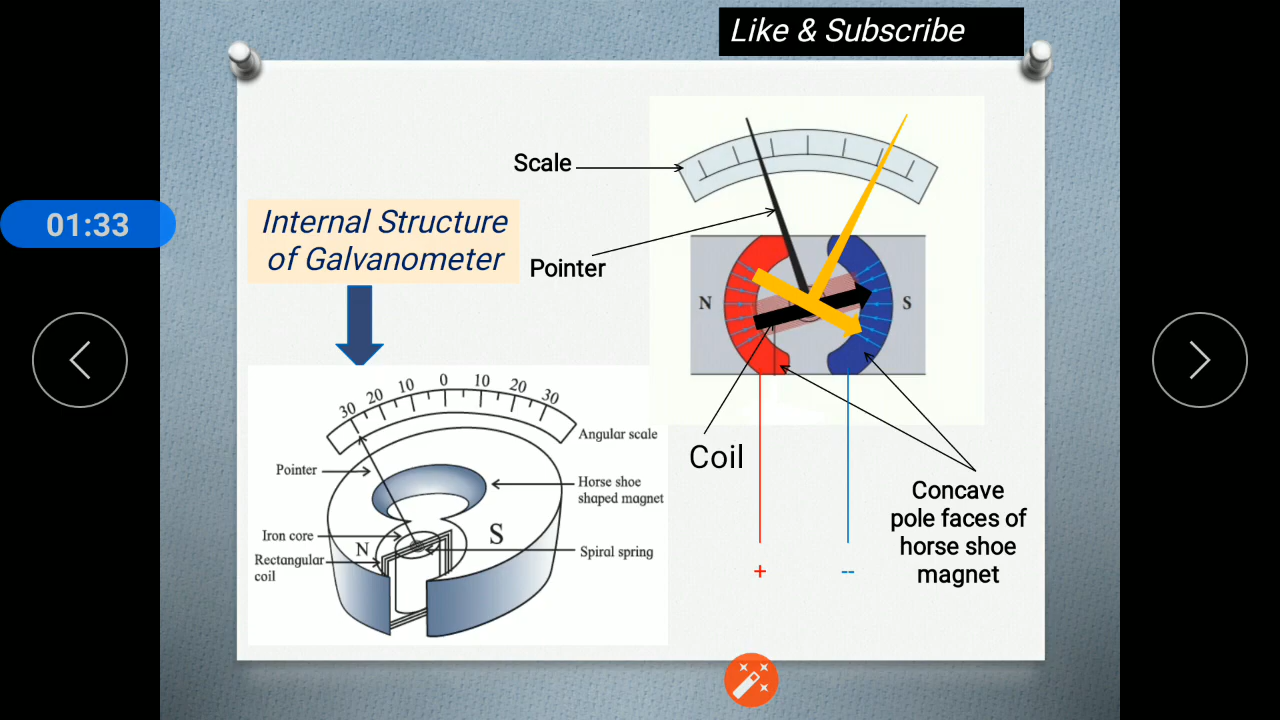 Like & Subscribe
Scale
01:33
Internal Structure
of Galvanometer
Pointer
N
S
30 20 10 0 10 20 30
Angular scale
Pointer
Horse shoe
shaped magnet
Iron core
N
S
Rectangular
coil
Spiral spring
Coil
Concave
pole faces of
horse shoe
magnet
+
--